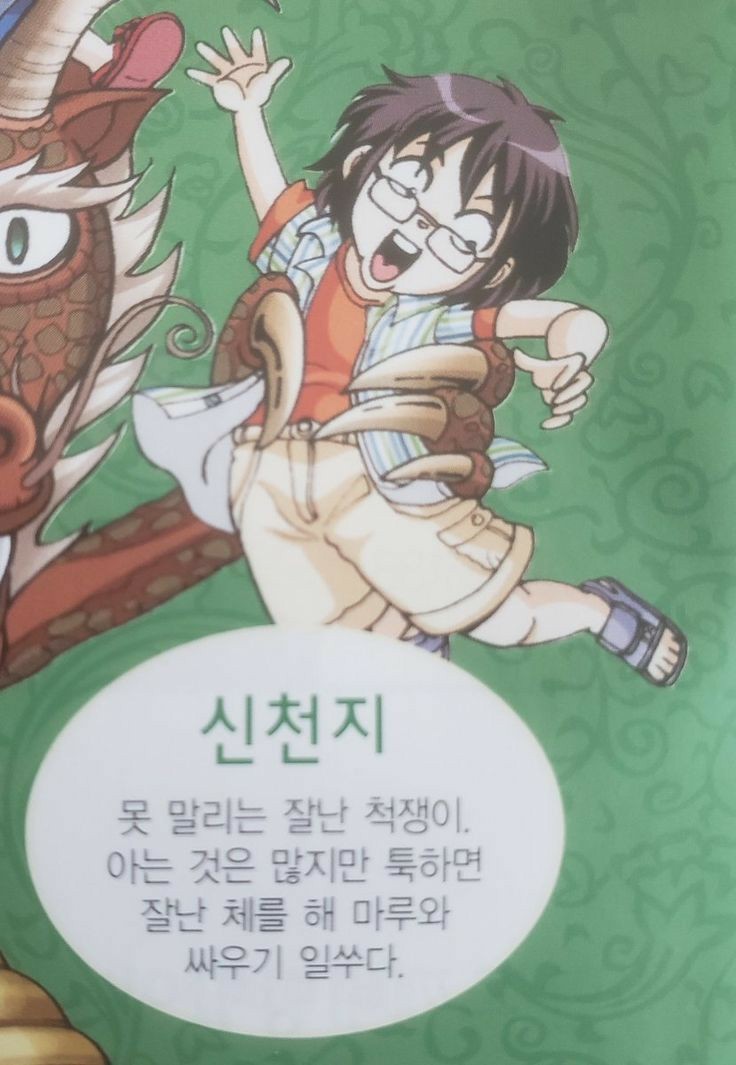 신천지
못 말리는 잘난 척쟁이.
아는 것은 많지만 툭하면
잘난 체를 해 마루와
싸우기 일쑤다.